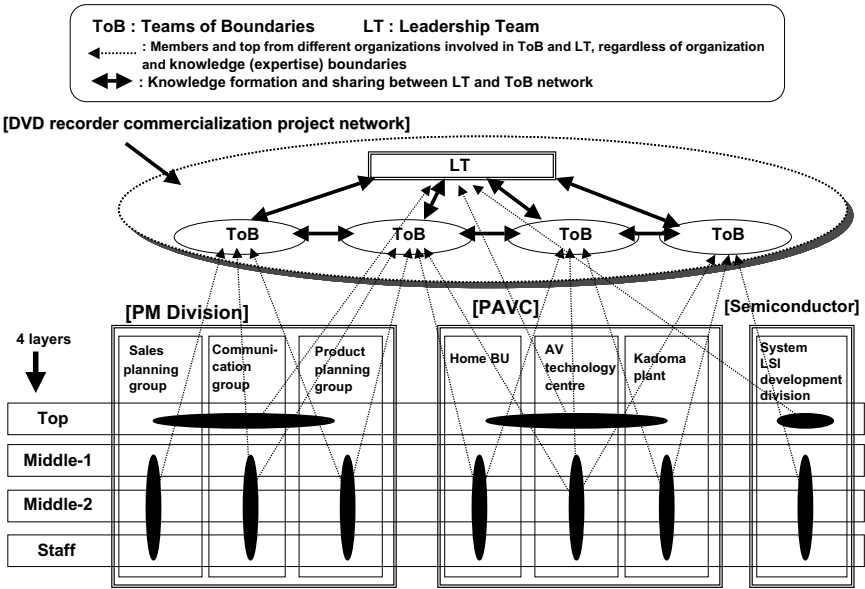 ToB : Teams of Boundaries LT : Leadership Team
: Members and top from different organizations involved in ToB and LT, regardless of organization
and knowledge (expertise) boundaries
: Knowledge formation and sharing between LT and ToB network
[DVD recorder commercialization project network]
LT
ToB ToB ToB ToB
[PM Division] [PAVC] [Semiconductor]
4 layers
Sales
planning
group
Communi-
cation
group
Product
planning
group
Home BU
AV
technology
centre
Kadoma
plant
System
LSI
development
division
Top
Middle-1
Middle-2
Staff